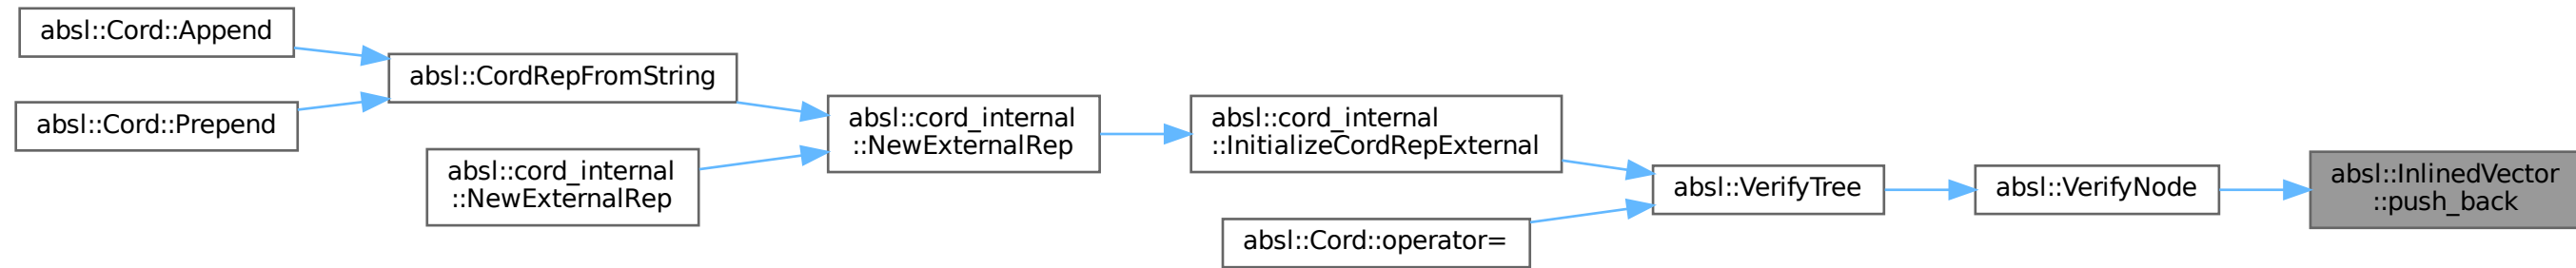 absl::Cord::Append
absl::Cord::Prepend
absl::CordRepFromString
absl::cord_internal
::NewExternalRep
absl::cord_internal
::NewExternalRep
absl::cord_internal
::InitializeCordRepExternal
absl::Cord::operator=
absl::VerifyTree
absl::VerifyNode
absl::InlinedVector
::push_back